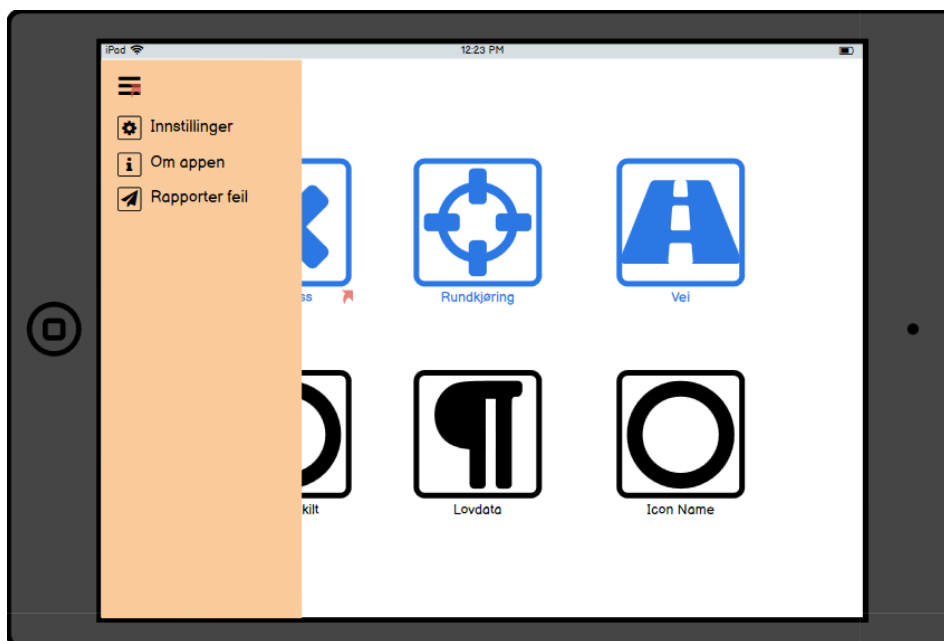 iPad 12:23 PM
Innstillinger
Om appen
Rapporter feil
ss Rundkjøring Vei
kilt Lovdata Icon Name